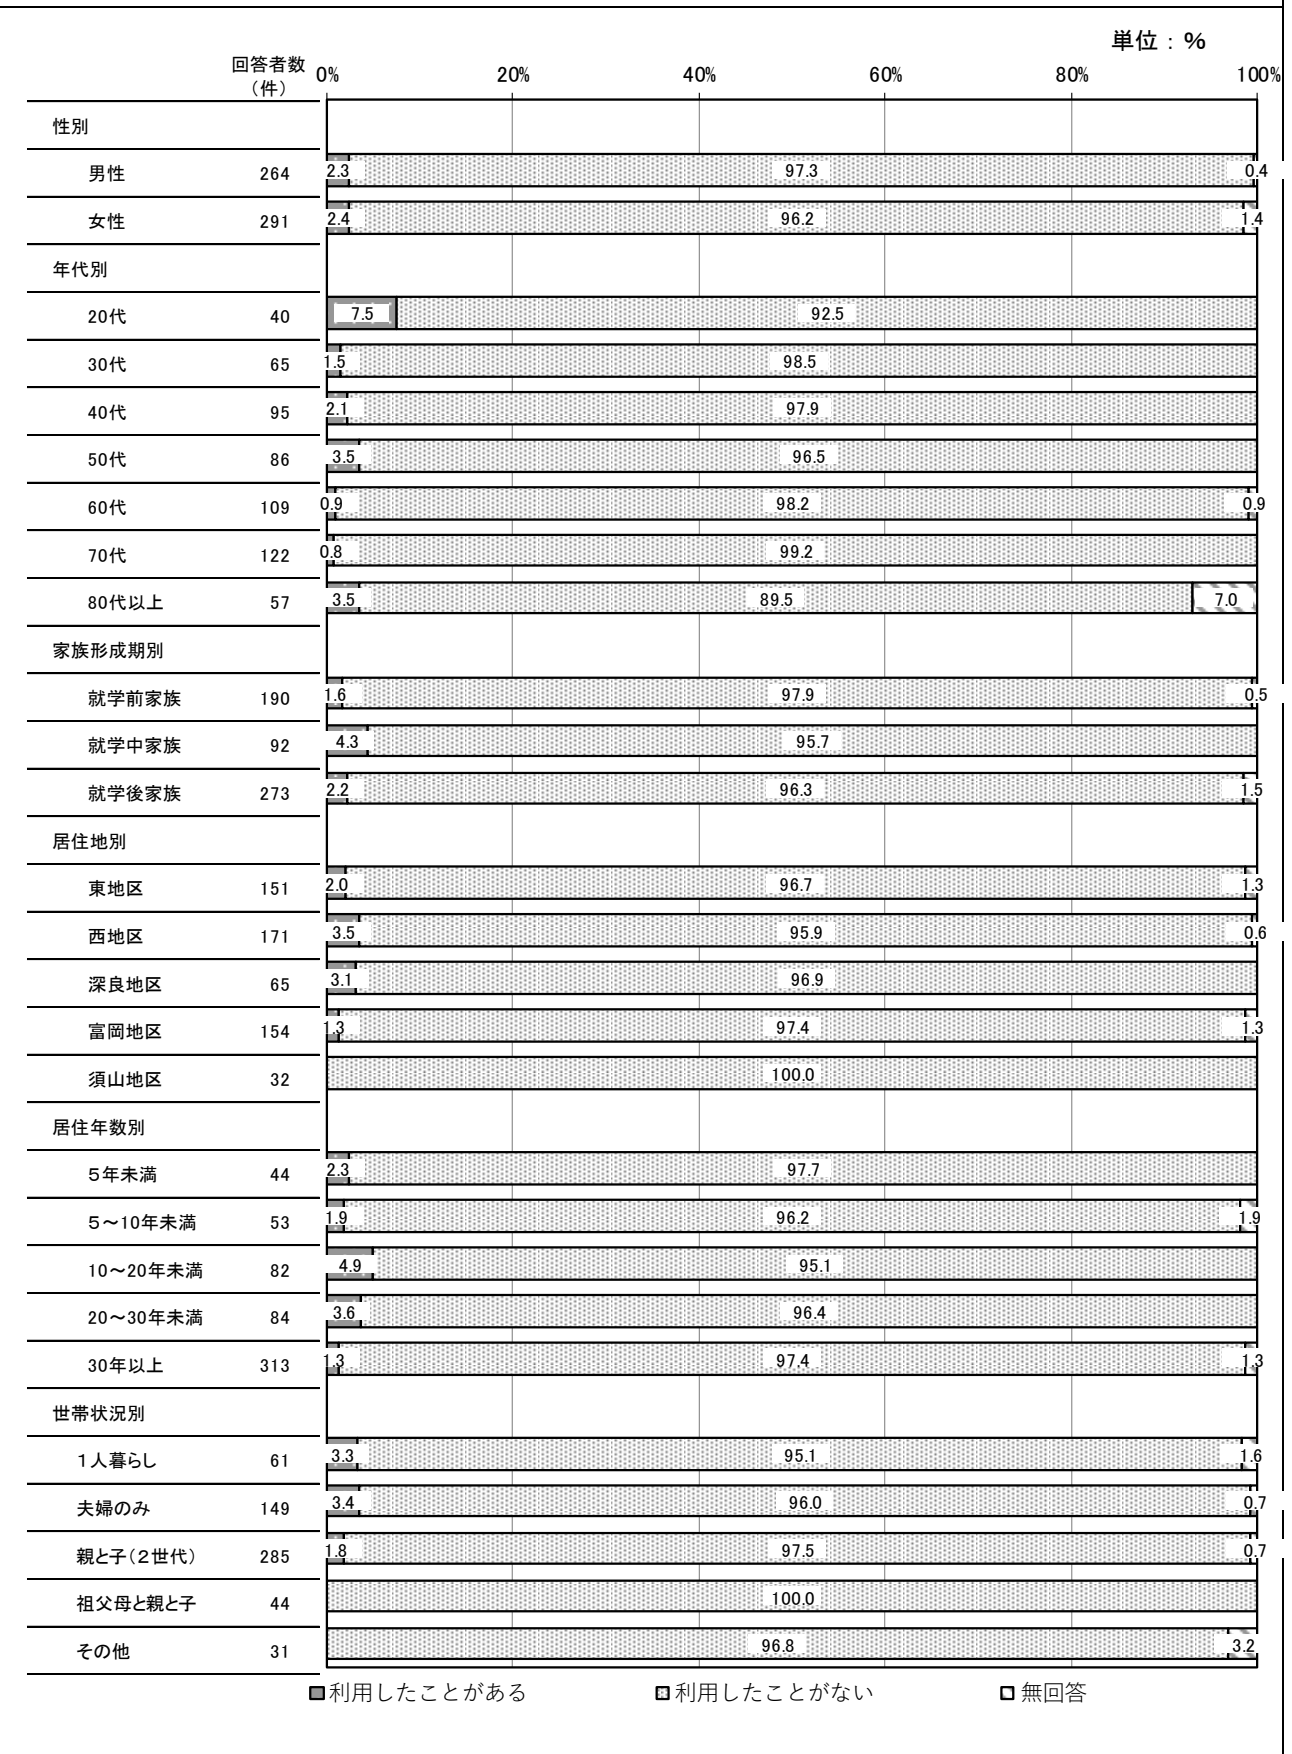 単位：%
回答者数
（件）
0% 20% 40% 60% 80% 100%
性別
男性 264 2.3 97.3 0.4
女性 291 2.4 96.2 1.4
年代別
20代 40 7.5 92.5
30代 65 1.5 98.5
40代 95 2.1 97.9
50代 86 3.5 96.5
60代 109 0.9 98.2 0.9
70代 122 0.8 99.2
80代以上 57 3.5 89.5 7.0
家族形成期別
就学前家族 190 1.6 97.9 0.5
就学中家族 92 4.3 95.7
就学後家族 273 2.2 96.3 1.5
居住地別
東地区 151 2.0 96.7 1.3
西地区 171 3.5 95.9 0.6
深良地区 65 3.1 96.9
富岡地区 154 1.3 97.4 1.3
須山地区 32 100.0
居住年数別
５年未満 44 2.3 97.7
５～10年未満 53 1.9 96.2 1.9
10～20年未満 82 4.9 95.1
20～30年未満 84 3.6 96.4
30年以上 313 1.3 97.4 1.3
世帯状況別
１人暮らし 61 3.3 95.1 1.6
夫婦のみ 149 3.4 96.0 0.7
親と子（２世代） 285 1.8 97.5 0.7
祖父母と親と子 44 100.0
その他 31 96.8 3.2
利用したことがある 利用したことがない 無回答